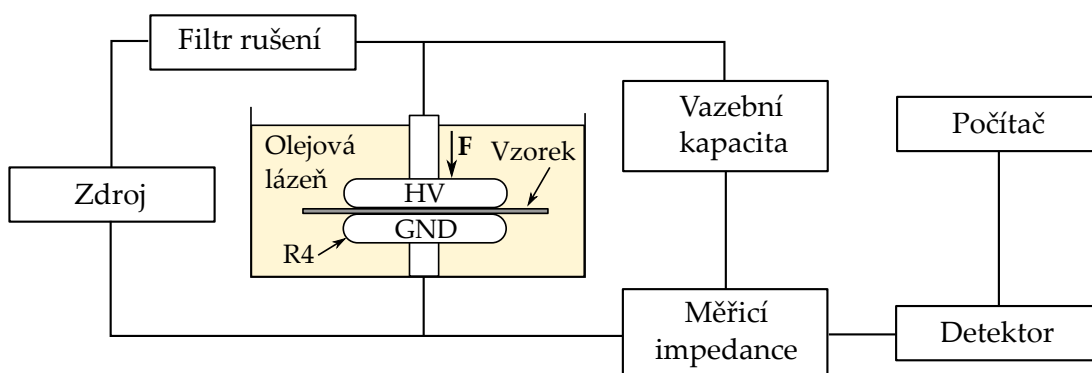 Filtr rušení
Vazební
kapacita
Počítač
Olejová
lázeň
F
Vzorek
Zdroj
HV
GND
R4
Měřicí
impedance
Detektor